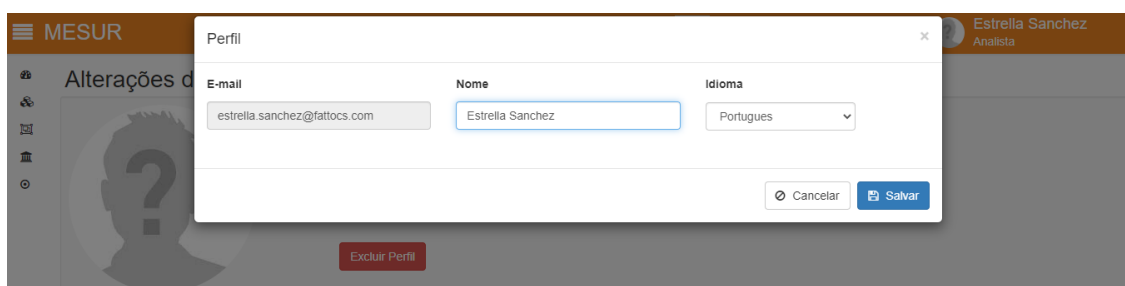 MESUR
Estrella Sanchez
Analista
Perfil
×
Alterações d
E-mail
Nome
Idioma
estrella.sanchez@fattocs.com
Estrella Sanchez
Portugues
Cancelar
Salvar
Excluir Perfil